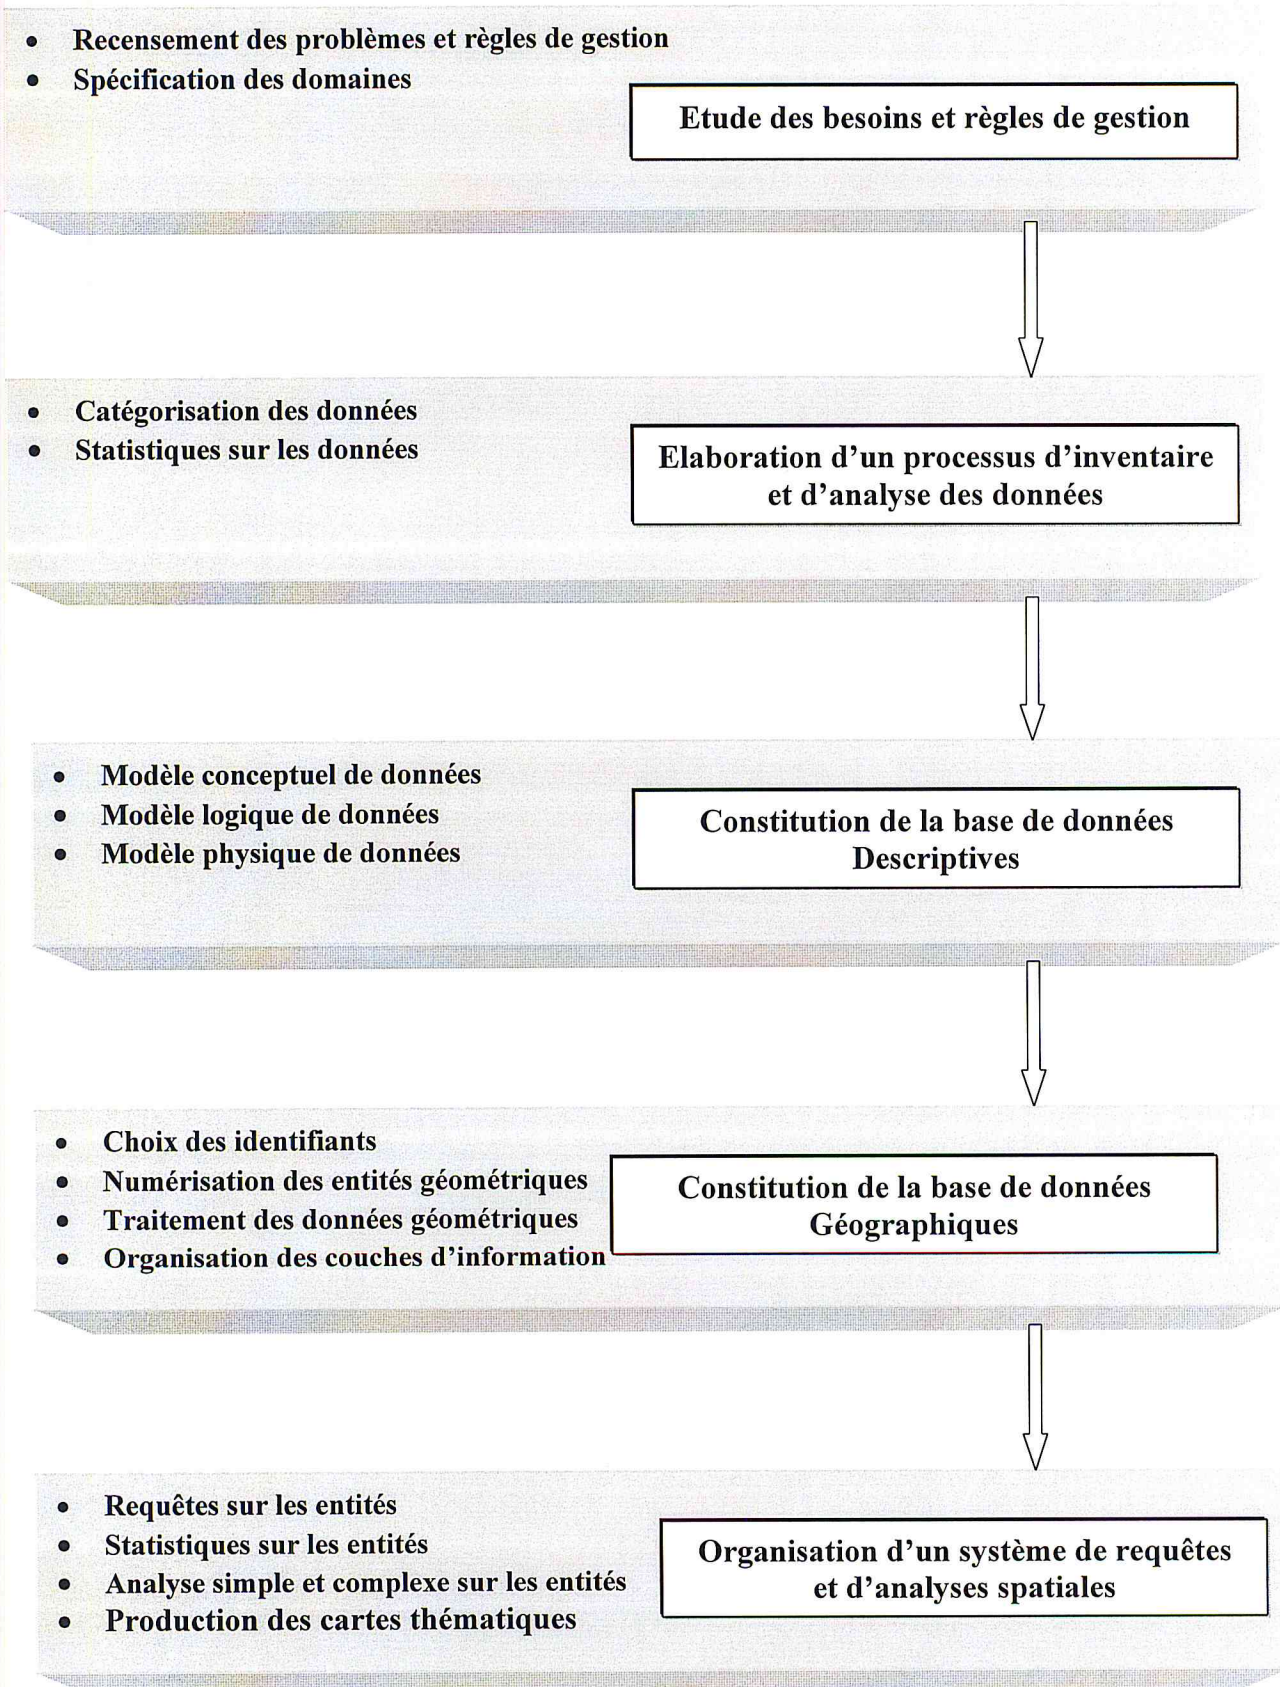 • Recensement des problèmes et règles de gestion
• Spécification des domaines
Etude des besoins et règles de gestion
• Catégorisation des données
• Statistiques sur les données
Elaboration d’un processus d’inventaire
et d’analyse des données
• Modèle conceptuel de données
• Modèle logique de données
• Modèle physique de données
Constitution de la base de données
Descriptives
• Choix des identifiants
• Numérisation des entités géométriques
• Traitement des données géométriques
• Organisation des couches d’information
Constitution de la base de données
Géographiques
• Requêtes sur les entités
• Statistiques sur les entités
• Analyse simple et complexe sur les entités
• Production des cartes thématiques
Organisation d’un système de requêtes
et d’analyses spatiales